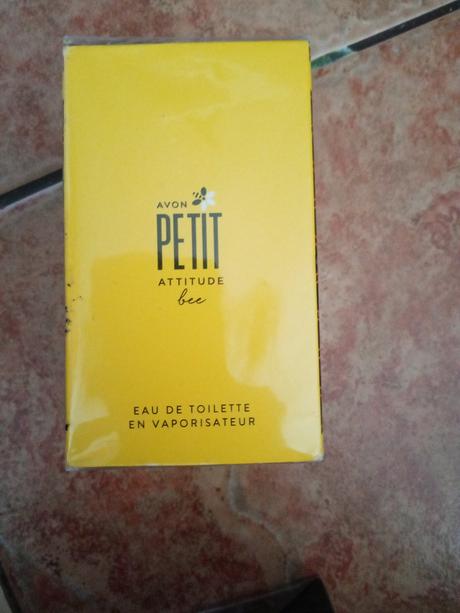 AVON
PETIT
ATTITUDE
bee
EAU DE TOILETTE
EN VAPORISATEUR